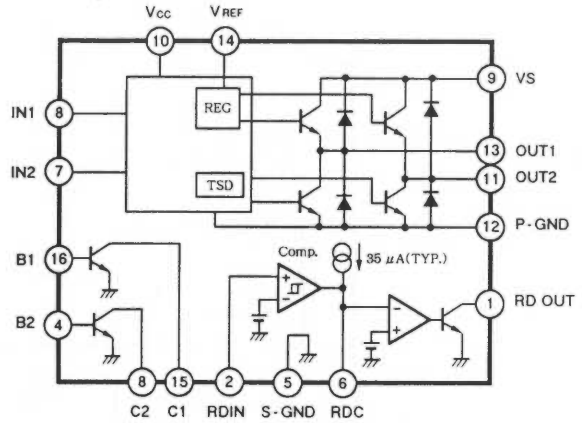 VCC VREF
10 14
REG
9 VS
IN1 8
13 OUT1
IN2 7
TSD
11 OUT2
12 P-GND
Comp. 35 μA(TYP.)
B1 16
+
-
-
+
1 RD OUT
B2 4
8 15 2 5 6
C2 C1 RDIN S-GND RDC